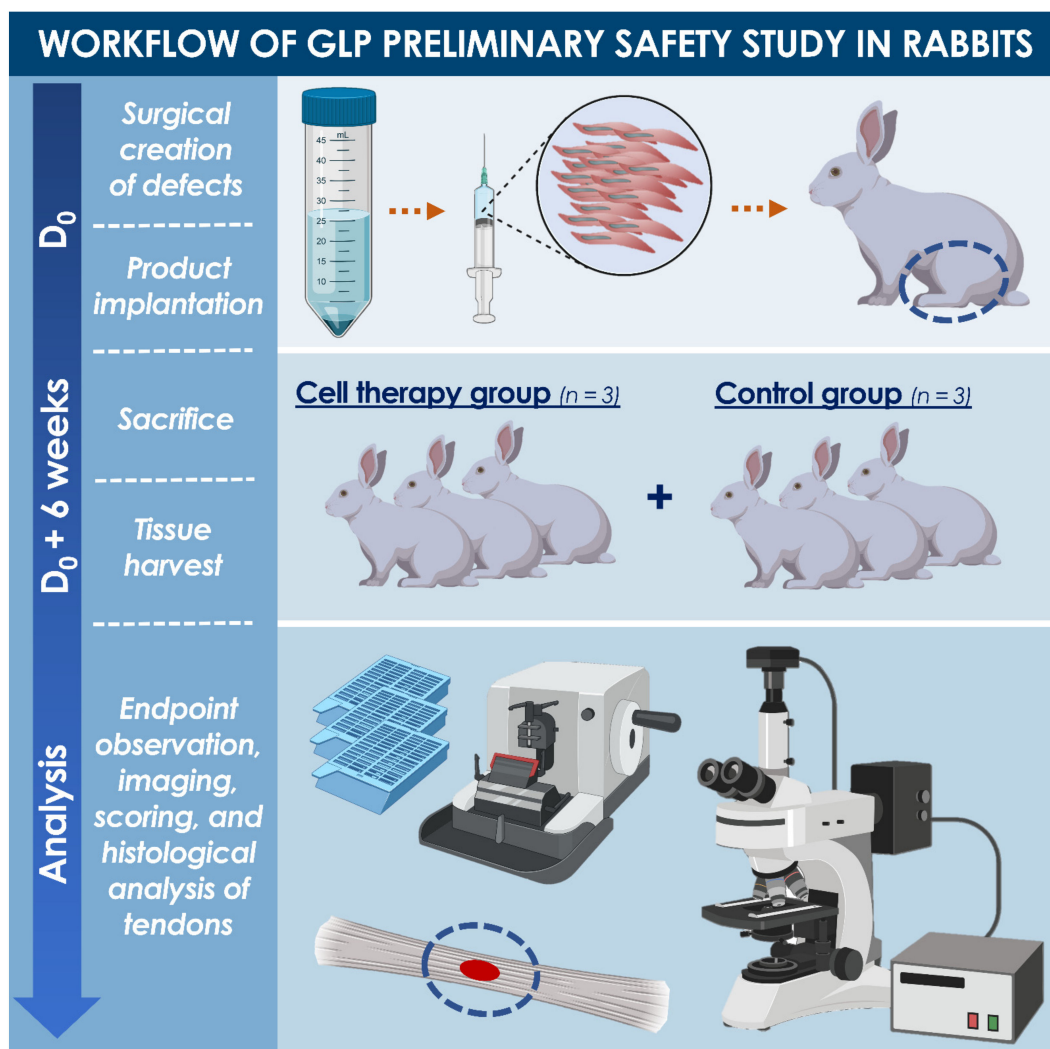 WORKFLOW OF GLP PRELIMINARY SAFETY STUDY IN RABBITS
D₀
Surgical
creation
of defects
Product
implantation
mL
45
40
35
30
25
20
15
10
D₀ + 6 weeks
Sacrifice
Tissue
harvest
Cell therapy group (n = 3)
+
Control group (n = 3)
Analysis
Endpoint
observation,
imaging,
scoring, and
histological
analysis of
tendons